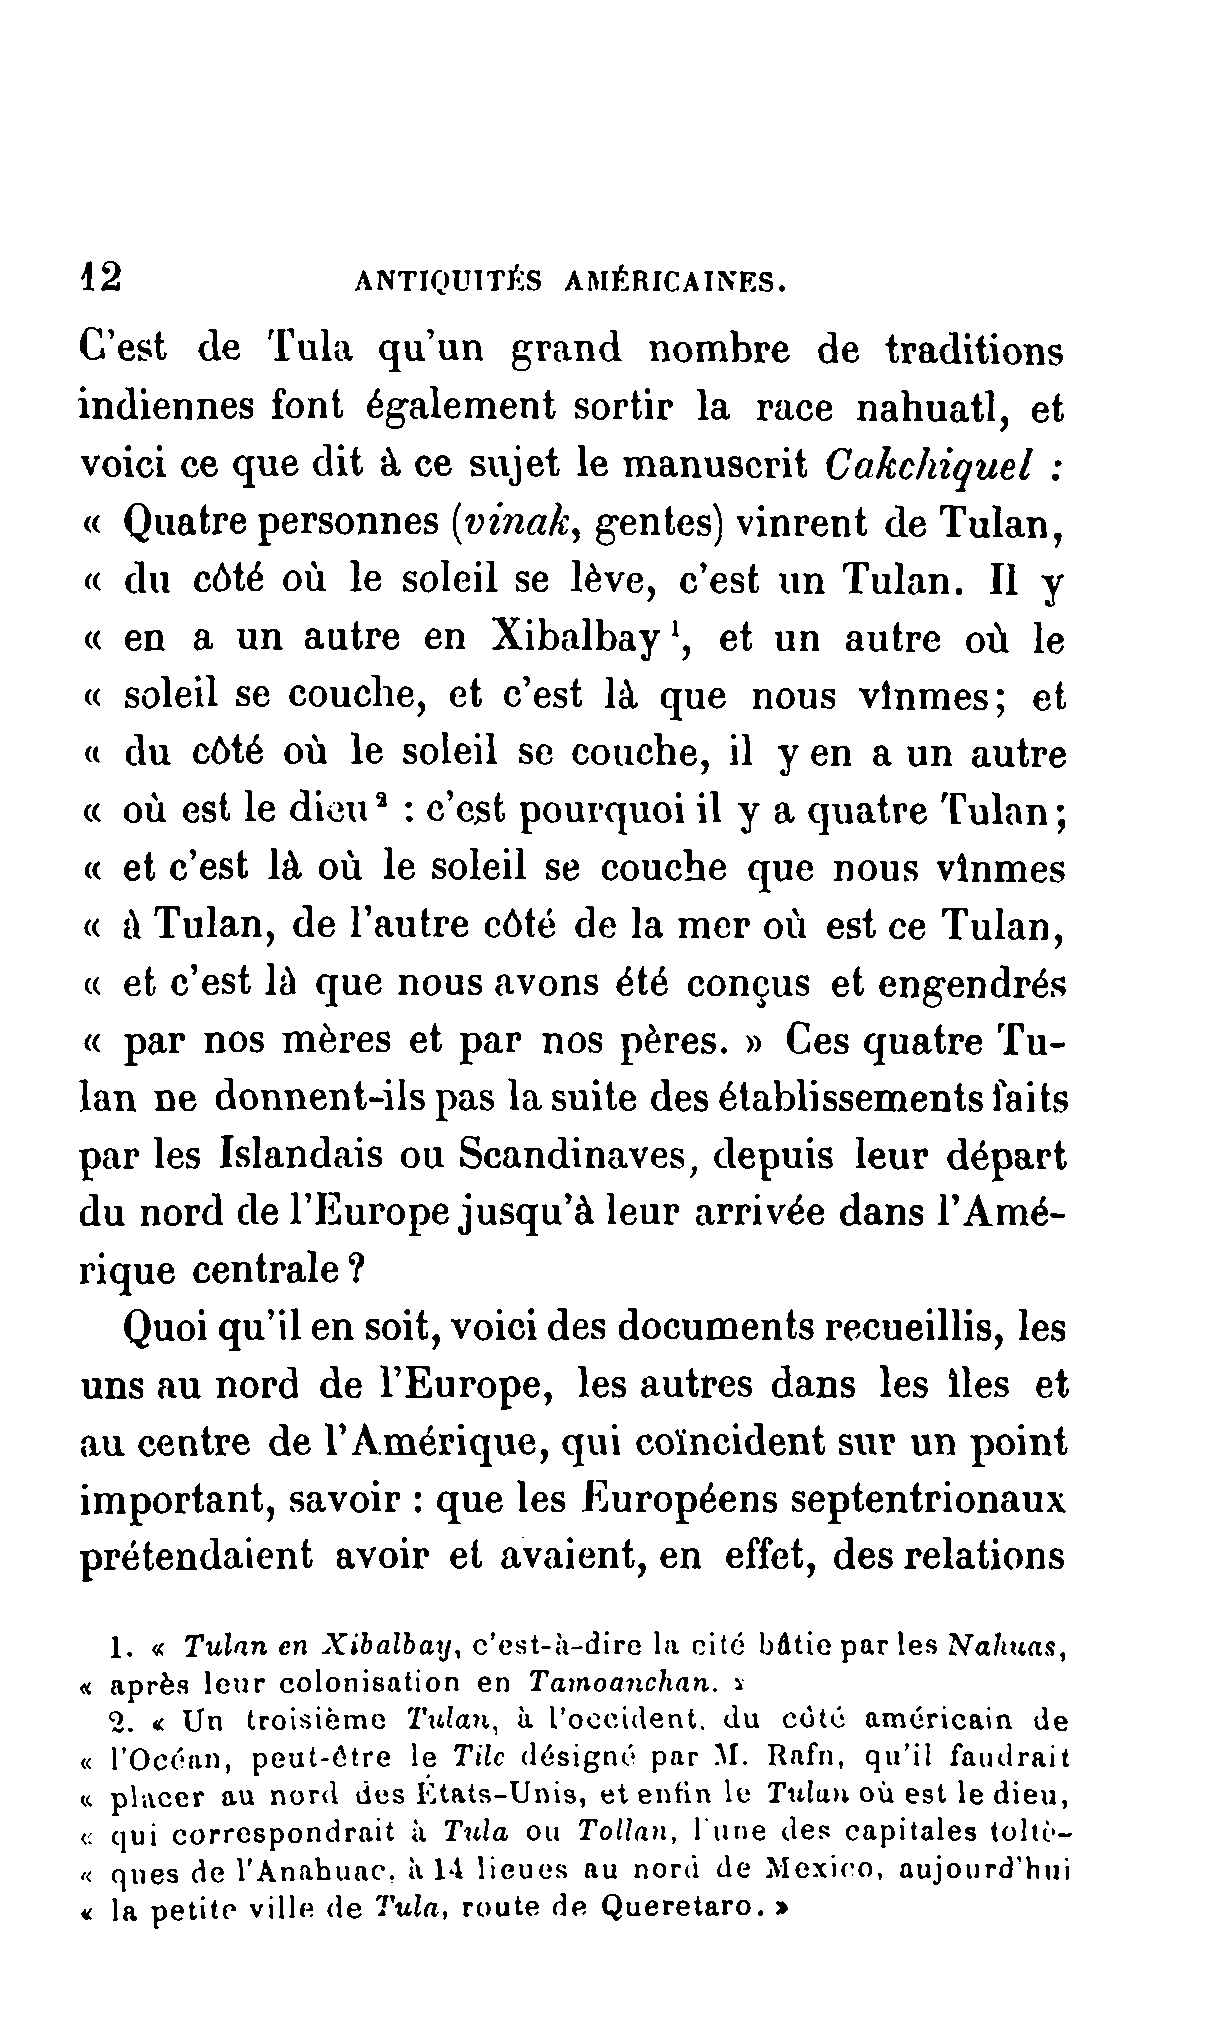 12 ANTIQUITÉS AMÉRICAINES.
C'est de Tula qu'un grand nombre de traditions
indiennes font également sortir la race nahuatl, et
voici ce que dit à ce sujet le manuscrit Cakchiquel :
« Quatre personnes (vinak, gentes) vinrent de Tulan,
« du côté où le soleil se lève, c'est un Tulan. Il y
« en a un autre en Xibalbay¹, et un autre où le
« soleil se couche, et c'est là que nous vînmes; et
« du côté où le soleil se couche, il y en a un autre
« où est le dieu² : c'est pourquoi il y a quatre Tulan;
« et c'est là où le soleil se couche que nous vînmes
« à Tulan, de l'autre côté de la mer où est ce Tulan,
« et c'est là que nous avons été conçus et engendrés
« par nos mères et par nos pères. » Ces quatre Tu-
lan ne donnent-ils pas la suite des établissements faits
par les Islandais ou Scandinaves, depuis leur départ
du nord de l'Europe jusqu'à leur arrivée dans l'Amé-
rique centrale ?
Quoi qu'il en soit, voici des documents recueillis, les
uns au nord de l'Europe, les autres dans les îles et
au centre de l'Amérique, qui coïncident sur un point
important, savoir : que les Européens septentrionaux
prétendaient avoir et avaient, en effet, des relations
1. « Tulan en Xibalbay, c'est-à-dire la cité bâtie par les Nahuas,
« après leur colonisation en Tamoanchan. »
2. « Un troisième Tulan, à l'occident, du côté américain de
« l'Océan, peut-être le Tile désigné par M. Rafn, qu'il faudrait
« placer au nord des États-Unis, et enfin le Tulan où est le dieu,
« qui correspondrait à Tula ou Tollan, l'une des capitales toltè-
« ques de l'Anahuac, à 14 lieues au nord de Mexico, aujourd'hui
« la petite ville de Tula, route de Queretaro. »